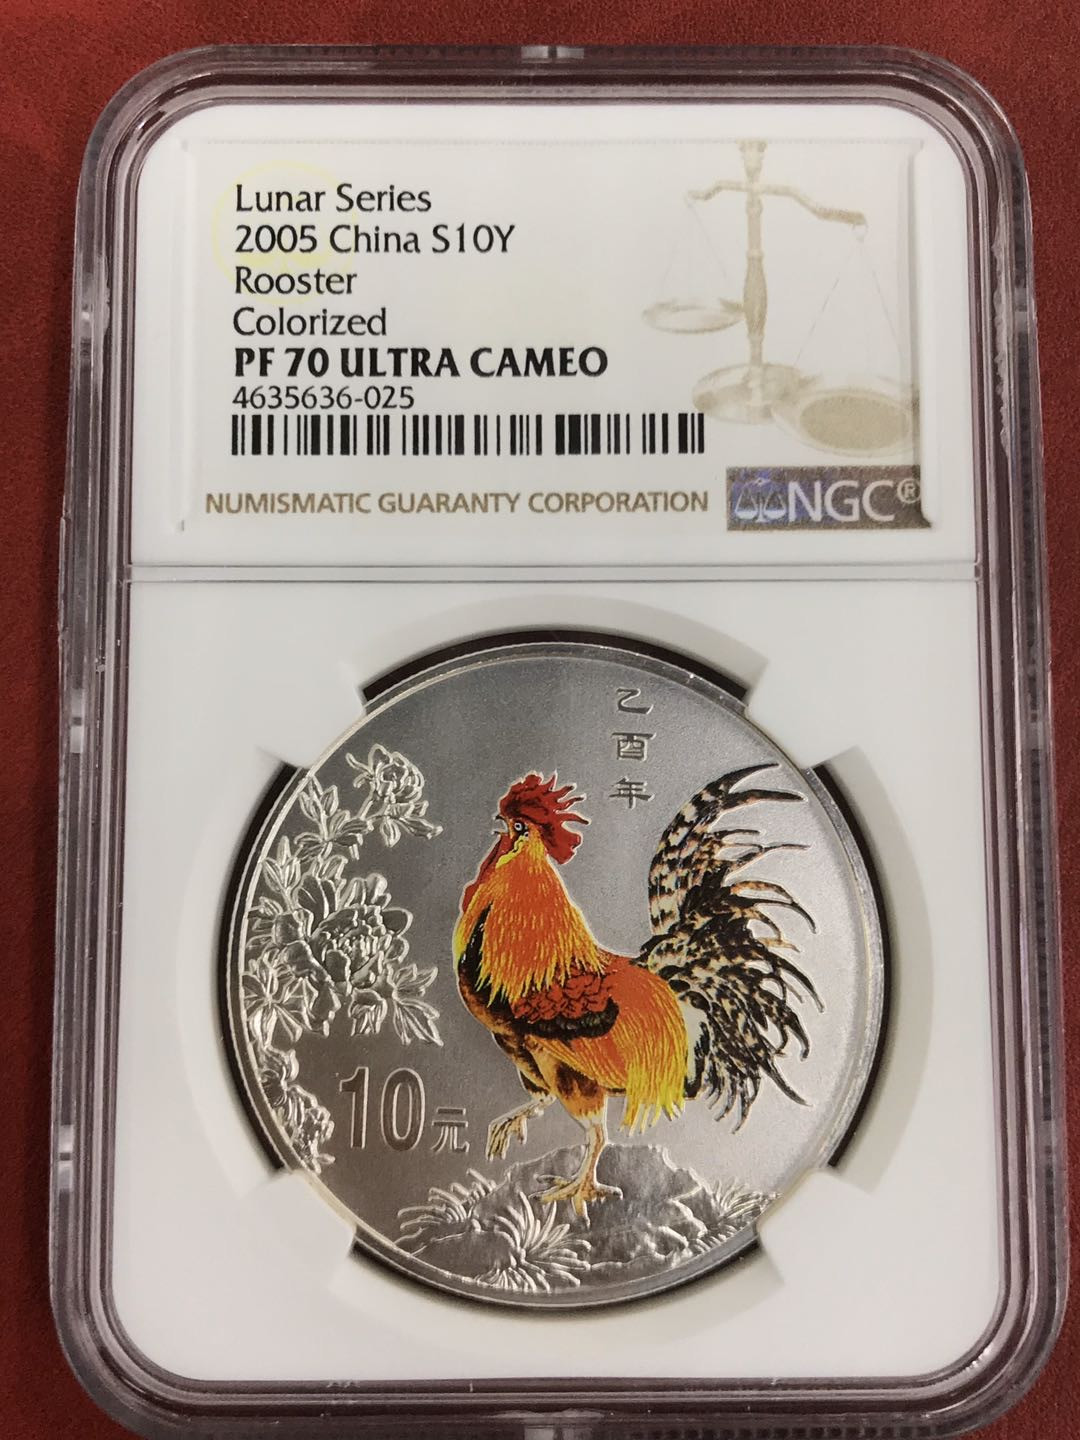 Lunar Series
2005 China S10Y
Rooster
Colorized
PF 70 ULTRA CAMEO
4635636-025
NUMISMATIC GUARANTY CORPORATION
NGC®
乙
酉
年
10元